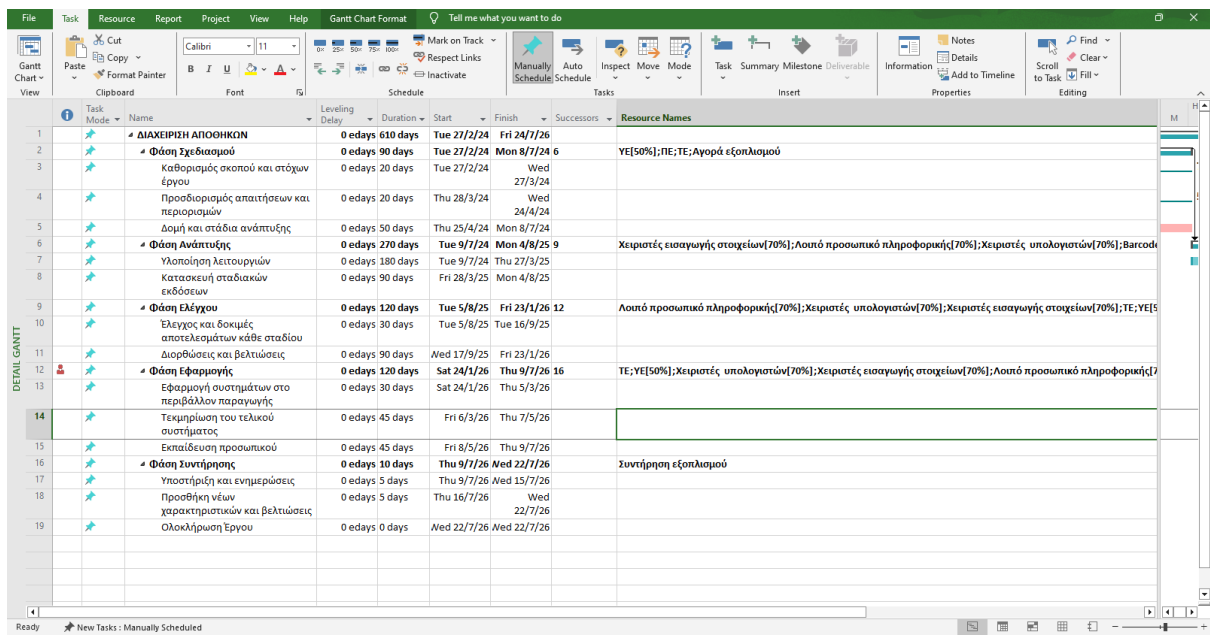 File Task Resource Report Project View Help Gantt Chart Format Tell me what you want to do
Cut Calibri 11 Mark on Track Notes Find
Copy Respect Links Details Clear
Gantt Chart Paste Format Painter B I U A 0% 25% 50% 75% 100% Inactivate Manually Schedule Auto Schedule Inspect Move Mode Task Summary Milestone Deliverable Information Add to Timeline Scroll to Task Fill
View Clipboard Font Schedule Tasks Insert Properties Editing
Task Mode Name Leveling Delay Duration Start Finish Successors Resource Names M H
1 ΔΙΑΧΕΙΡΙΣΗ ΑΠΟΘΗΚΩΝ 0 edays 610 days Tue 27/2/24 Fri 24/7/26
2 Φάση Σχεδιασμού 0 edays 90 days Tue 27/2/24 Mon 8/7/24 6 ΥΕ[50%];ΠΕ;ΤΕ;Αγορά εξοπλισμού
3 Καθορισμός σκοπού και στόχων 0 edays 20 days Tue 27/2/24 Wed
έργου 27/3/24
4 Προσδιορισμός απαιτήσεων και 0 edays 20 days Thu 28/3/24 Wed
περιορισμών 24/4/24
5 Δομή και στάδια ανάπτυξης 0 edays 50 days Thu 25/4/24 Mon 8/7/24
6 Φάση Ανάπτυξης 0 edays 270 days Tue 9/7/24 Mon 4/8/25 9 Χειριστές εισαγωγής στοιχείων[70%];Λοιπό προσωπικό πληροφορικής[70%];Χειριστές υπολογιστών[70%];Barcode
7 Υλοποίηση λειτουργιών 0 edays 180 days Tue 9/7/24 Thu 27/3/25
8 Κατασκευή σταδιακών 0 edays 90 days Fri 28/3/25 Mon 4/8/25
εκδόσεων
9 Φάση Ελέγχου 0 edays 120 days Tue 5/8/25 Fri 23/1/26 12 Λοιπό προσωπικό πληροφορικής[70%];Χειριστές υπολογιστών[70%];Χειριστές εισαγωγής στοιχείων[70%];ΤΕ;ΥΕ[5
10 Έλεγχος και δοκιμές 0 edays 30 days Tue 5/8/25 Tue 16/9/25
αποτελεσμάτων κάθε σταδίου
11 Διορθώσεις και βελτιώσεις 0 edays 90 days Wed 17/9/25 Fri 23/1/26
12 Φάση Εφαρμογής 0 edays 120 days Sat 24/1/26 Thu 9/7/26 16 ΤΕ;ΥΕ[50%];Χειριστές υπολογιστών[70%];Χειριστές εισαγωγής στοιχείων[70%];Λοιπό προσωπικό πληροφορικής[7
13 Εφαρμογή συστημάτων στο 0 edays 30 days Sat 24/1/26 Thu 5/3/26
περιβάλλον παραγωγής
14 Τεκμηρίωση του τελικού 0 edays 45 days Fri 6/3/26 Thu 7/5/26
συστήματος
15 Εκπαίδευση προσωπικού 0 edays 45 days Fri 8/5/26 Thu 9/7/26
16 Φάση Συντήρησης 0 edays 10 days Thu 9/7/26 Wed 22/7/26 Συντήρηση εξοπλισμού
17 Υποστήριξη και ενημερώσεις 0 edays 5 days Thu 9/7/26 Wed 15/7/26
18 Προσθήκη νέων 0 edays 5 days Thu 16/7/26 Wed
χαρακτηριστικών και βελτιώσεις 22/7/26
19 Ολοκλήρωση Έργου 0 edays 0 days Wed 22/7/26 Wed 22/7/26
DETAIL GANTT
Ready New Tasks : Manually Scheduled